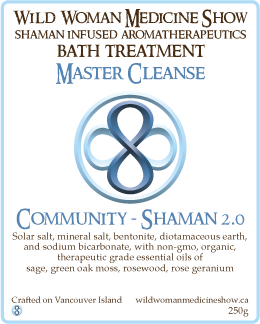 Wild Woman Medicine Show
shaman infused aromatherapeutics
bath treatment
Master Cleanse
Community - Shaman 2.0
Solar salt, mineral salt, bentonite, diotamaceous earth,
and sodium bicarbonate, with non-gmo, organic,
therapeutic grade essential oils of
sage, green oak moss, rosewood, rose geranium
Crafted on Vancouver Island wildwomanmedicineshow.ca
250g